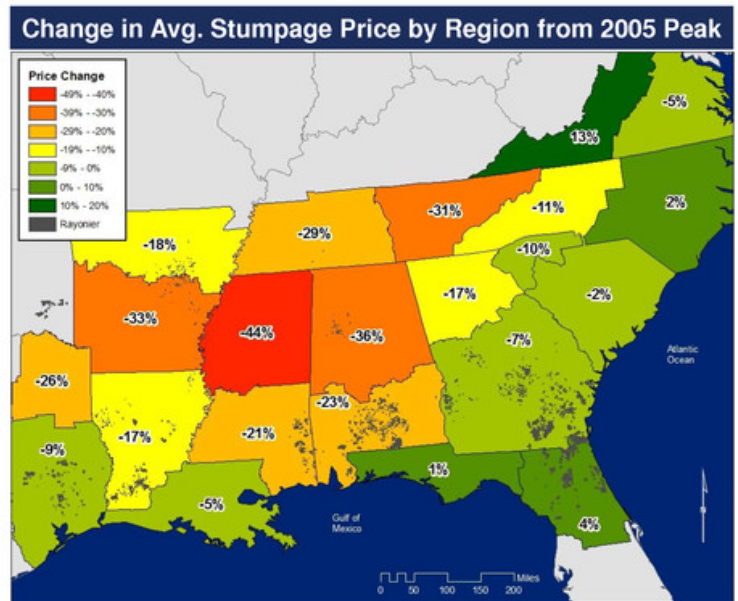 Change in Avg. Stumpage Price by Region from 2005 Peak
Price Change
-49% - -40%
-39% - -30%
-29% - -20%
-19% - -10%
-9% - 0%
0% - 10%
10% - 20%
Rayonier
-5%
13%
2%
-11%
-31%
-29%
-18%
-10%
-2%
-17%
-33%
-44%
-36%
-7%
Atlantic
Ocean
-26%
-23%
-21%
-17%
-9%
-5%
1%
4%
Gulf of
Mexico
N
Miles
0 50 100 150 200